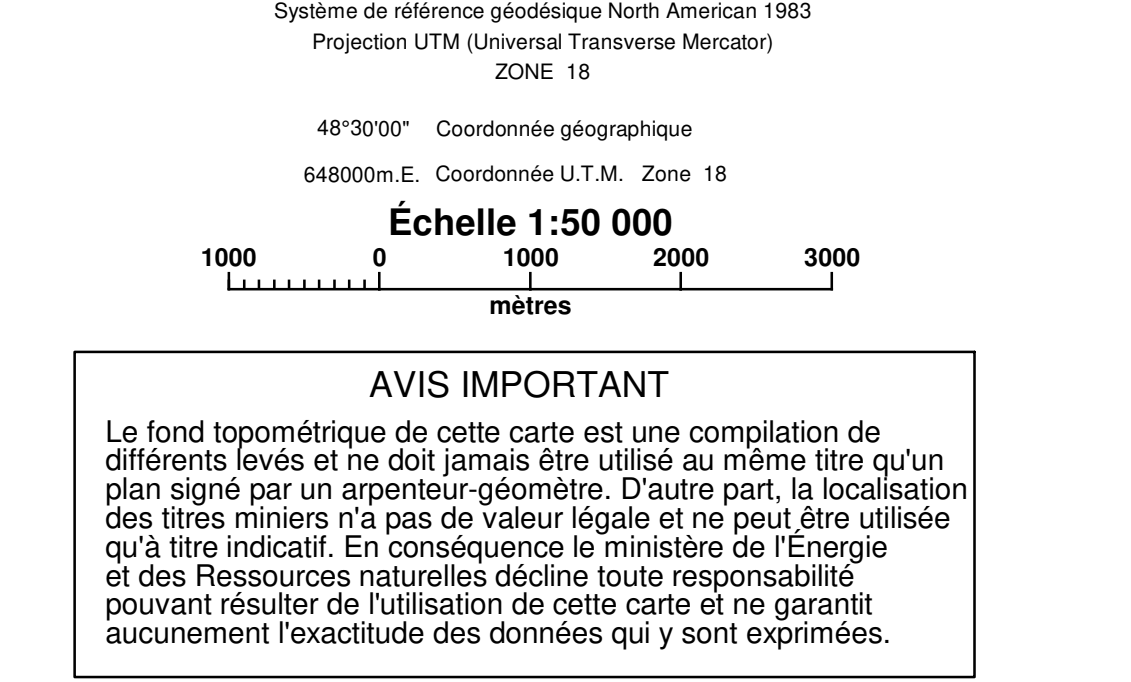 Système de référence géodésique North American 1983
Projection UTM (Universal Transverse Mercator)
ZONE 18
48°30'00" Coordonnée géographique
648000m.E. Coordonnée U.T.M. Zone 18
Échelle 1:50 000
1000 0 1000 2000 3000
mètres
AVIS IMPORTANT
Le fond topométrique de cette carte est une compilation de
différents levés et ne doit jamais être utilisé au même titre qu'un
plan signé par un arpenteur-géomètre. D'autre part, la localisation
des titres miniers n'a pas de valeur légale et ne peut être utilisée
qu'à titre indicatif. En conséquence le ministère de l'Énergie
et des Ressources naturelles décline toute responsabilité
pouvant résulter de l'utilisation de cette carte et ne garantit
aucunement l'exactitude des données qui y sont exprimées.